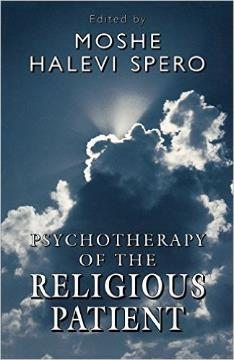 Edited by
MOSHE
HALEVI SPERO
PSYCHOTHERAPY
OF THE
RELIGIOUS
PATIENT